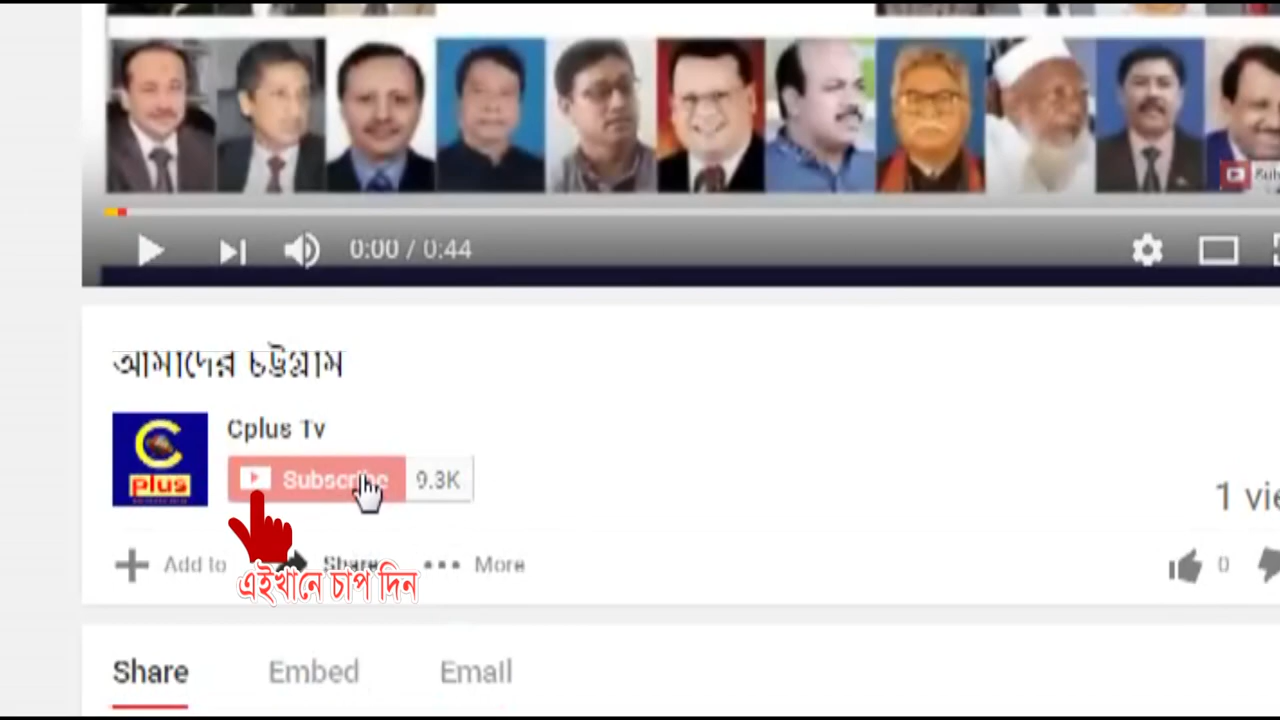 0:00 / 0:44
আমাদের চট্টগ্রাম
Cplus Tv
C
plus
Subscribe 9.3K
1
Add to Share More 0
এইখানে চাপ দিন
Share Embed Email